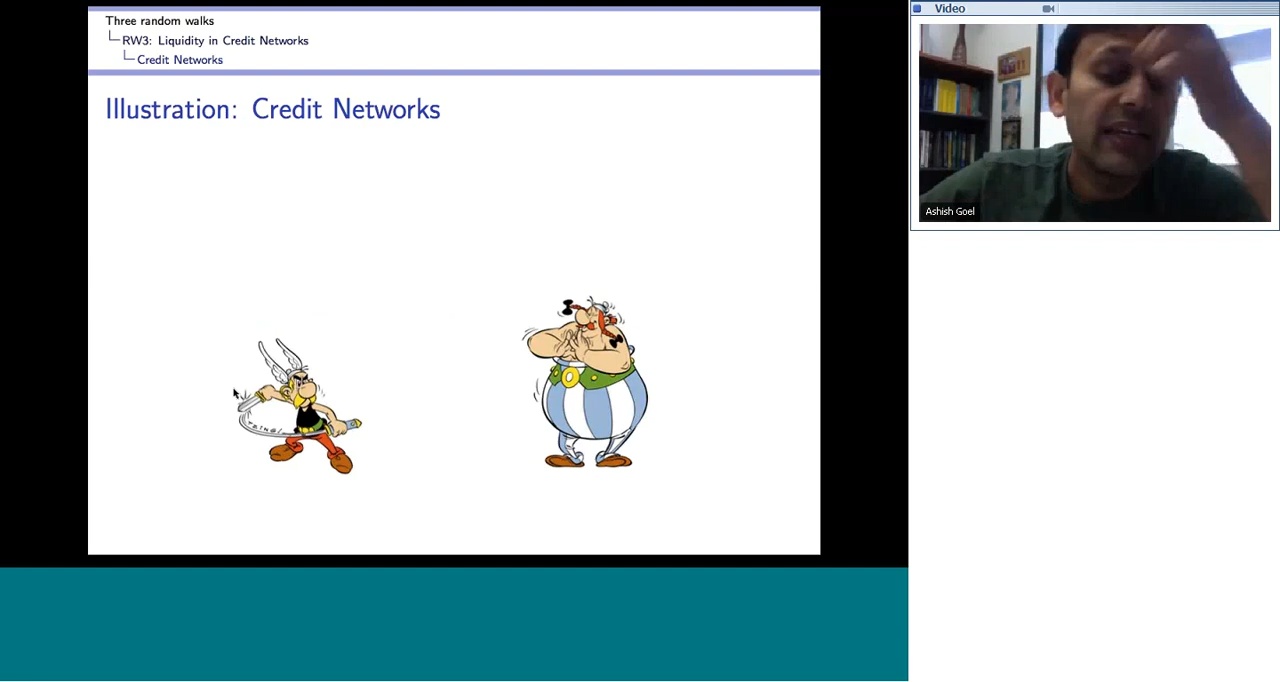 Three random walks
RW3: Liquidity in Credit Networks
Credit Networks
Illustration: Credit Networks
Video
Ashish Goel